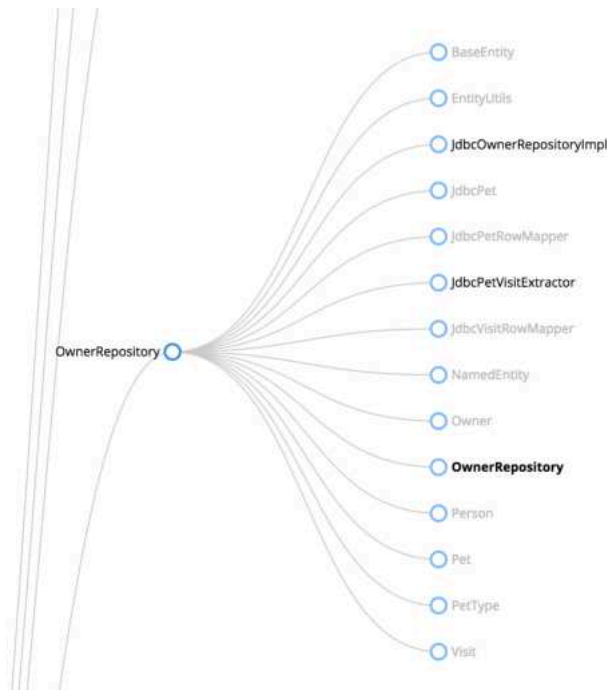 BaseEntity
EntityUtils
JdbcOwnerRepositoryImpl
JdbcPet
JdbcPetRowMapper
JdbcPetVisitExtractor
JdbcVisitRowMapper
OwnerRepository
NamedEntity
Owner
OwnerRepository
Person
Pet
PetType
Visit